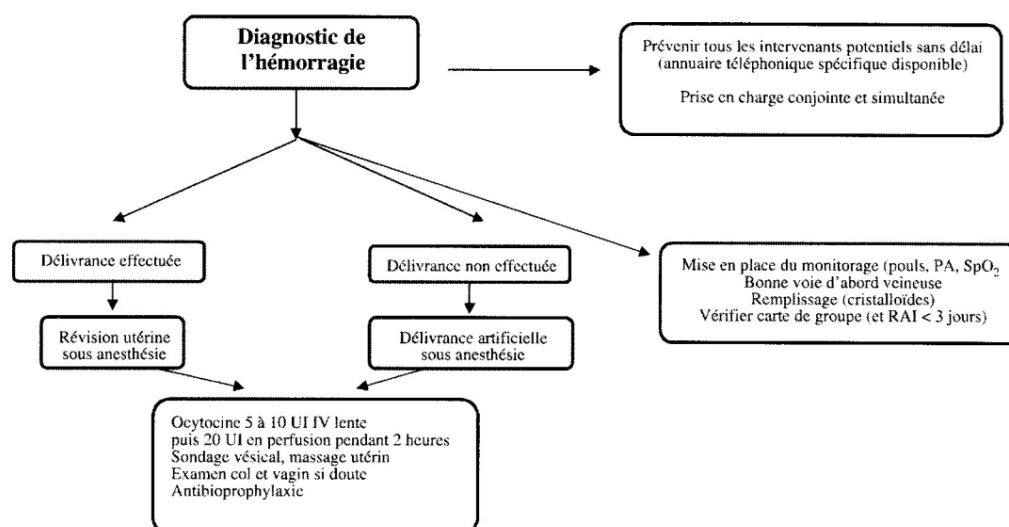 Diagnostic de
l'hémorragie
Prévenir tous les intervenants potentiels sans délai
(annuaire téléphonique spécifique disponible)
Prise en charge conjointe et simultanée
Délivrance effectuée
Délivrance non effectuée
Mise en place du monitorage (pouls, PA, SpO₂
Bonne voie d'abord veineuse
Remplissage (cristalloïdes)
Vérifier carte de groupe (et RAI < 3 jours)
Révision utérine
sous anesthésie
Délivrance artificielle
sous anesthésie
Ocytocine 5 à 10 UI IV lente
puis 20 UI en perfusion pendant 2 heures
Sondage vésical, massage utérin
Examen col et vagin si doute
Antibioprophylaxie